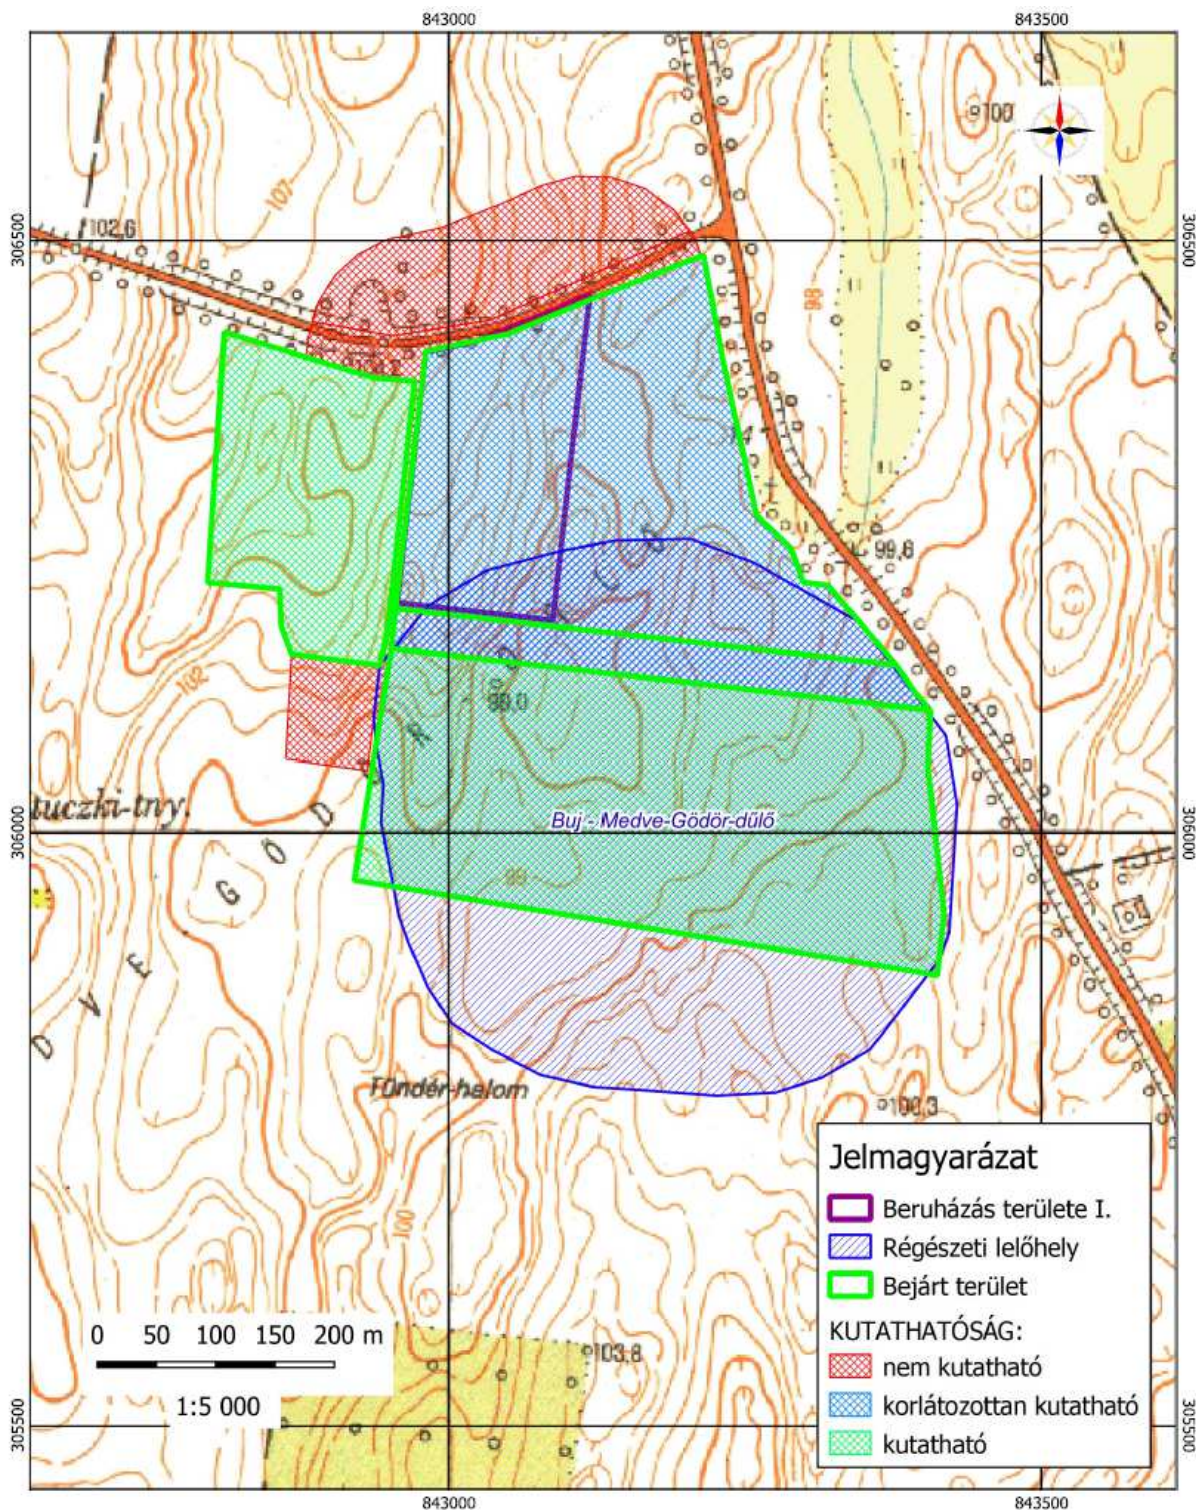 843000
843500
100
107
102,6
306500
306500
98
99,6
102
90,0
tuczki-tny.
306000
Buj - Medve-Gödör-dűlő
306000
99
G Ö D
Tündér-halom
100,3
Jelmagyarázat
Beruházás területe I.
Régészeti lelőhely
Bejárt terület
KUTATHATÓSÁG:
nem kutatható
korlátozottan kutatható
kutatható
100
0 50 100 150 200 m
103,8
1:5 000
305500
305500
843000
843500